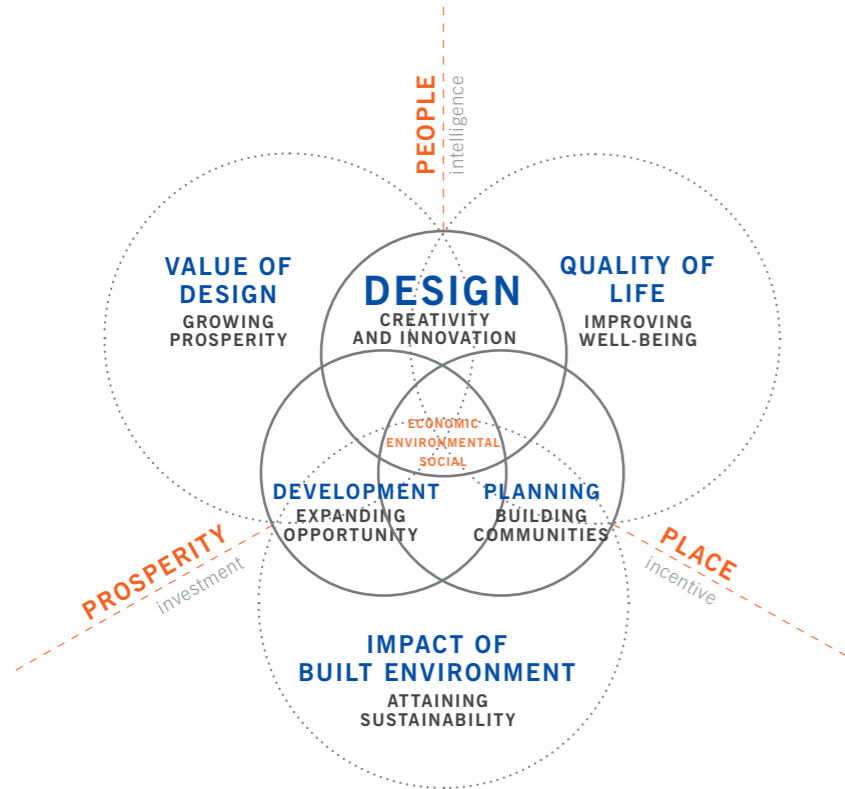 PEOPLE
intelligence
VALUE OF
DESIGN
GROWING
PROSPERITY
DESIGN
CREATIVITY
AND INNOVATION
QUALITY OF
LIFE
IMPROVING
WELL-BEING
ECONOMIC
ENVIRONMENTAL
SOCIAL
DEVELOPMENT
EXPANDING
OPPORTUNITY
PLANNING
BUILDING
COMMUNITIES
PROSPERITY
investment
PLACE
incentive
IMPACT OF
BUILT ENVIRONMENT
ATTAINING
SUSTAINABILITY